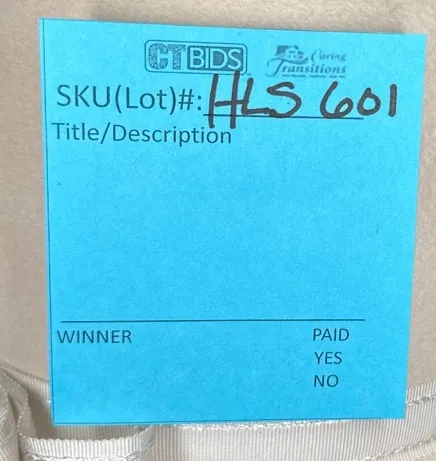 CTBIDS Caring Transitions
SKU(Lot)#: HLS 601
Title/Description
WINNER PAID
YES
NO